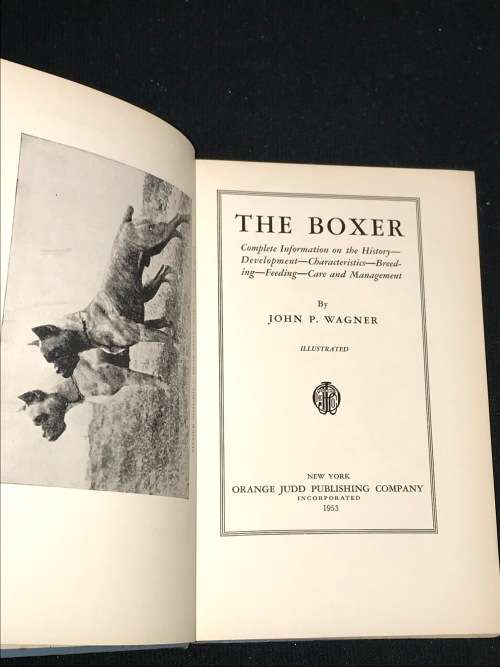 THE BOXER
Complete Information on the History—
Development—Characteristics—Breed-
ing—Feeding—Care and Management
By
JOHN P. WAGNER
ILLUSTRATED
NEW YORK
ORANGE JUDD PUBLISHING COMPANY
INCORPORATED
1953